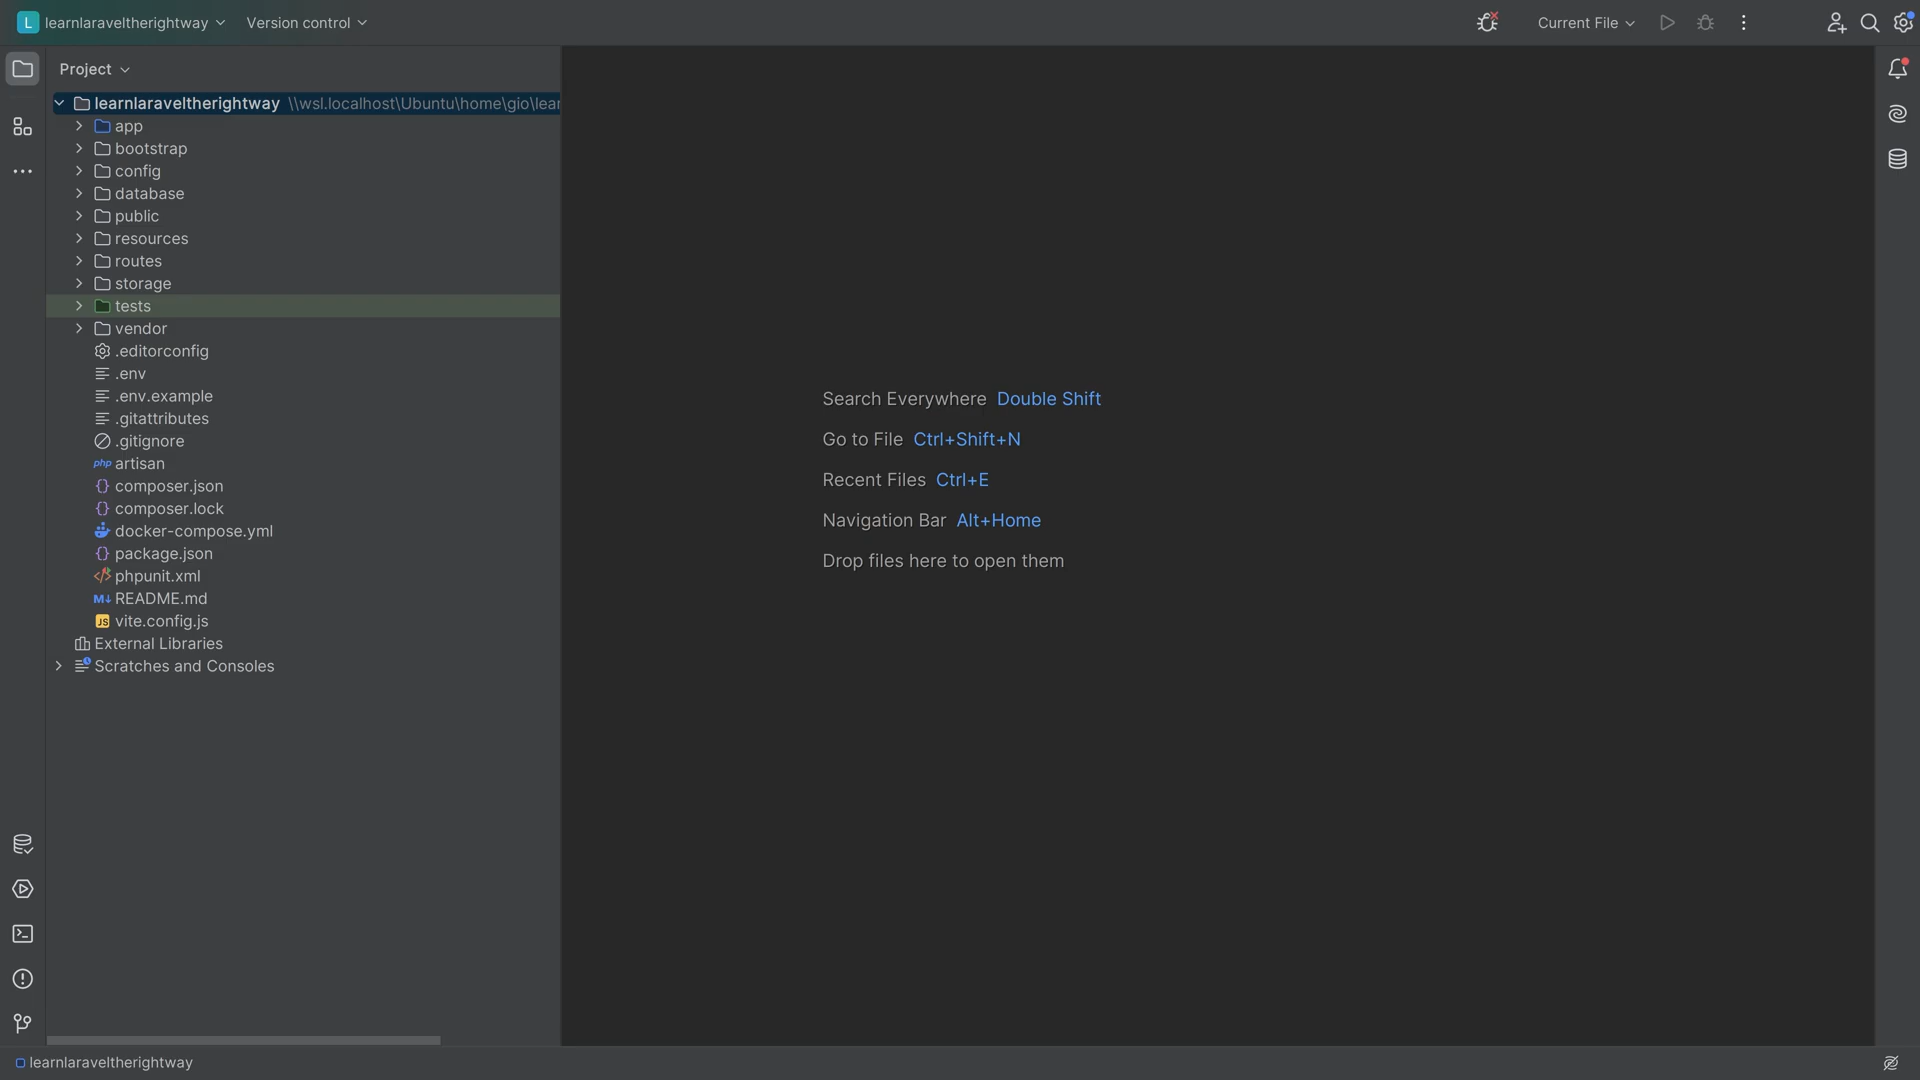 L learnlaraveltherightway Version control Current File
Project
learnlaraveltherightway \\wsl.localhost\Ubuntu\home\gio\lear
app
bootstrap
config
database
public
resources
routes
storage
tests
vendor
.editorconfig
.env
.env.example
.gitattributes
.gitignore
php artisan
{} composer.json
{} composer.lock
docker-compose.yml
{} package.json
</> phpunit.xml
M↓ README.md
JS vite.config.js
External Libraries
Scratches and Consoles
Search Everywhere Double Shift
Go to File Ctrl+Shift+N
Recent Files Ctrl+E
Navigation Bar Alt+Home
Drop files here to open them
learnlaraveltherightway